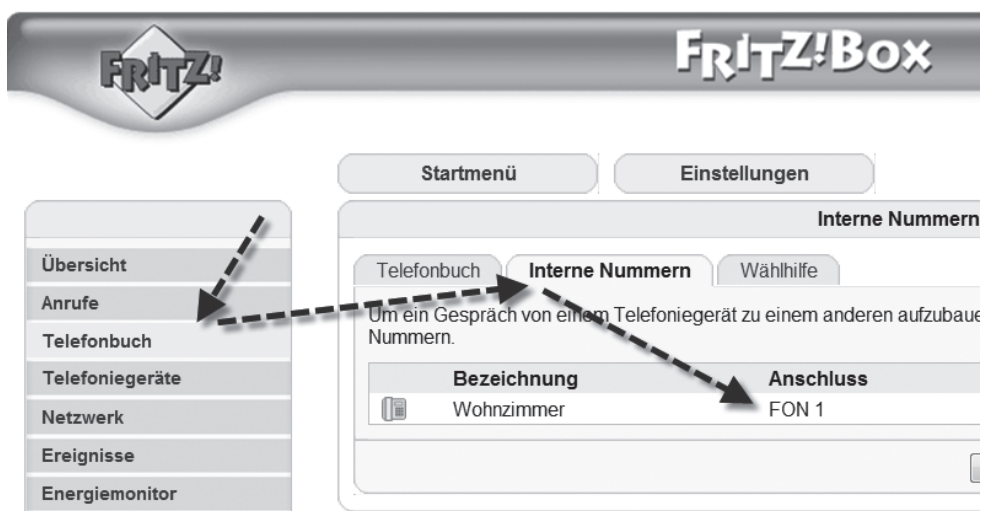 FRITZ!
FRITZ!Box
Startmenü
Einstellungen
Interne Nummern
Übersicht
Anrufe
Telefonbuch
Telefoniegeräte
Netzwerk
Ereignisse
Energiemonitor
Telefonbuch
Interne Nummern
Wählhilfe
Um ein Gespräch von einem Telefoniegerät zu einem anderen aufzubaue
Nummern.
Bezeichnung Anschluss
Wohnzimmer FON 1